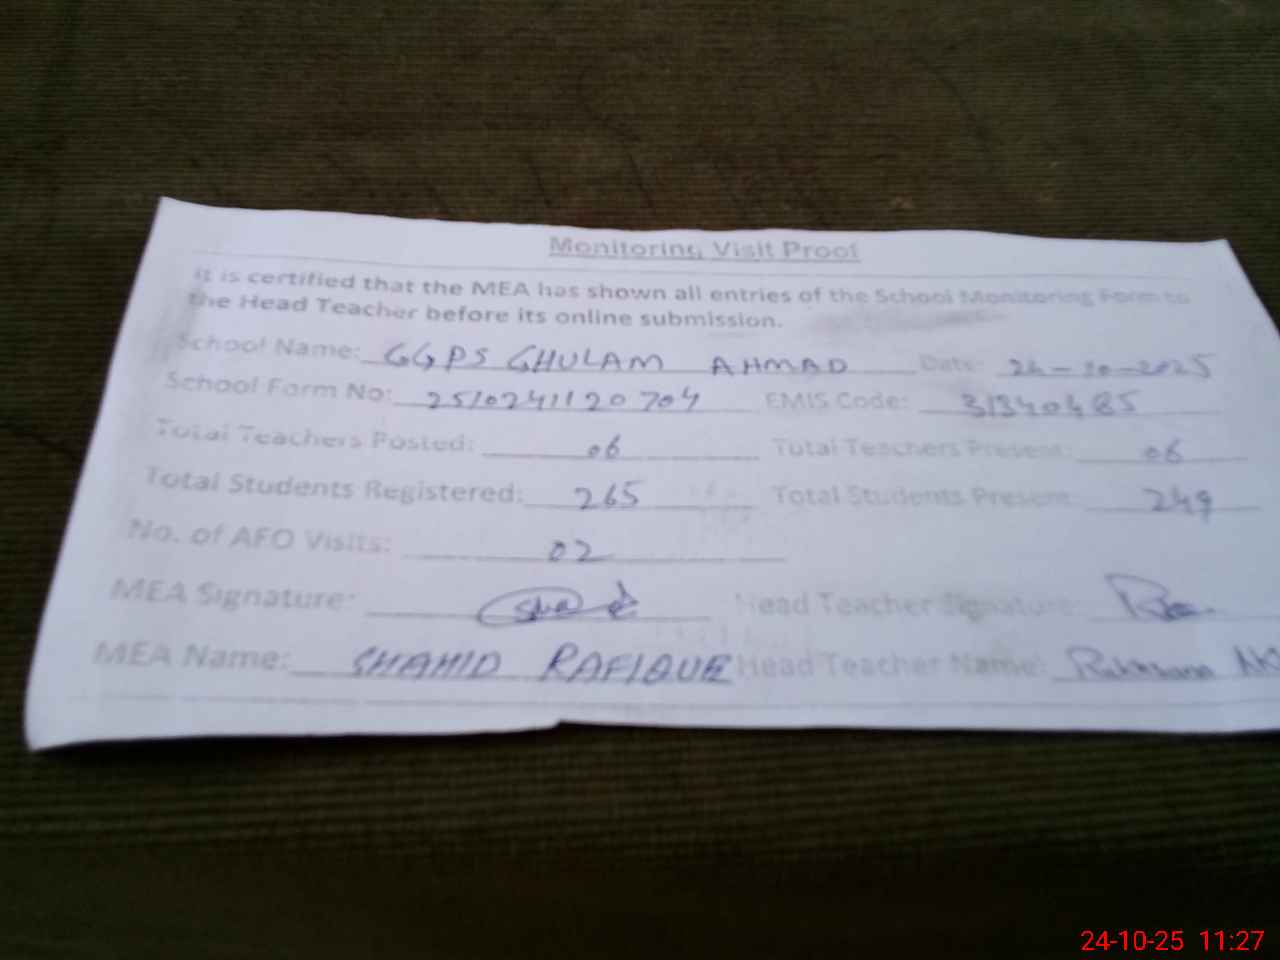 Monitoring Visit Proof
it is certified that the MEA has shown all entries of the School Monitoring Form to
the Head Teacher before its online submission.
School Name: GGPS GHULAM AHMAD Date: 24-10-2025
School Form No: 2510241120704 EMIS Code: 31340485
Total Teachers Posted: 06 Total Teachers Present: 06
Total Students Registered: 265 Total Students Present: 249
No. of AFO Visits: 02
MEA Signature: Head Teacher Signature:
MEA Name: SHAHID RAFIQUE Head Teacher Name: Rukhsana
24-10-25 11:27